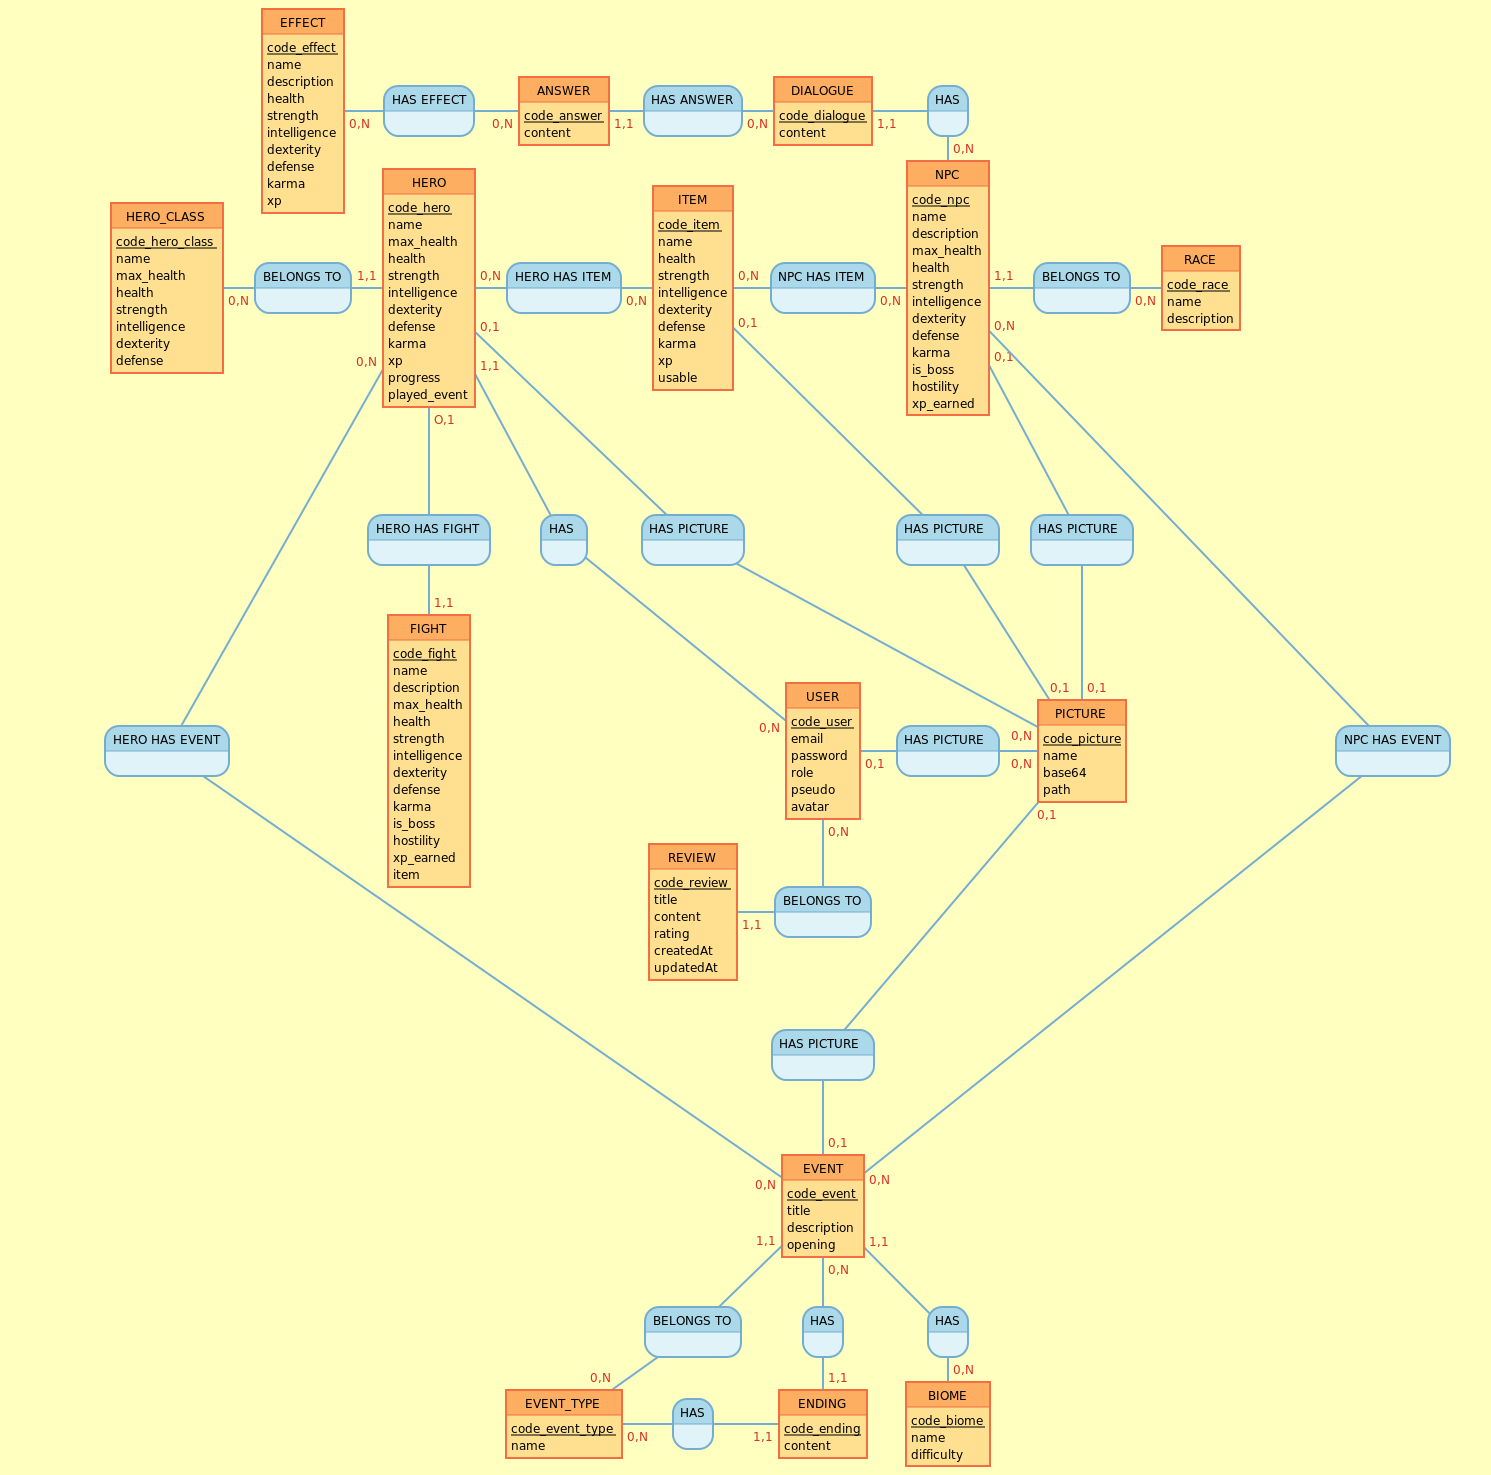 EFFECT
code_effect
name
description
health
strength
intelligence
dexterity
defense
karma
xp
0,N
HAS EFFECT
0,N
ANSWER
code_answer
content
1,1
HAS ANSWER
0,N
DIALOGUE
code_dialogue
content
1,1
HAS
0,N
HERO_CLASS
code_hero_class
name
max_health
health
strength
intelligence
dexterity
defense
0,N
BELONGS TO
1,1
HERO
code_hero
name
max_health
health
strength
intelligence
dexterity
defense
karma
xp
progress
played_event
0,N
HERO HAS ITEM
0,N
0,1
1,1
0,N
O,1
ITEM
code_item
name
health
strength
intelligence
dexterity
defense
karma
xp
usable
0,N
NPC HAS ITEM
0,N
0,1
NPC
code_npc
name
description
max_health
health
strength
intelligence
dexterity
defense
karma
is_boss
hostility
xp_earned
1,1
BELONGS TO
0,N
0,N
0,1
RACE
code_race
name
description
HERO HAS FIGHT
HAS
HAS PICTURE
HAS PICTURE
HAS PICTURE
1,1
FIGHT
code_fight
name
description
max_health
health
strength
intelligence
dexterity
defense
karma
is_boss
hostility
xp_earned
item
HERO HAS EVENT
USER
code_user
email
password
role
pseudo
avatar
0,N
0,1
HAS PICTURE
0,N
0,N
0,1
0,1
PICTURE
code_picture
name
base64
path
0,1
NPC HAS EVENT
0,N
REVIEW
code_review
title
content
rating
createdAt
updatedAt
1,1
BELONGS TO
HAS PICTURE
0,1
EVENT
code_event
title
description
opening
0,N
0,N
1,1
0,N
1,1
BELONGS TO
HAS
HAS
0,N
1,1
0,N
EVENT_TYPE
code_event_type
name
0,N
HAS
1,1
ENDING
code_ending
content
BIOME
code_biome
name
difficulty